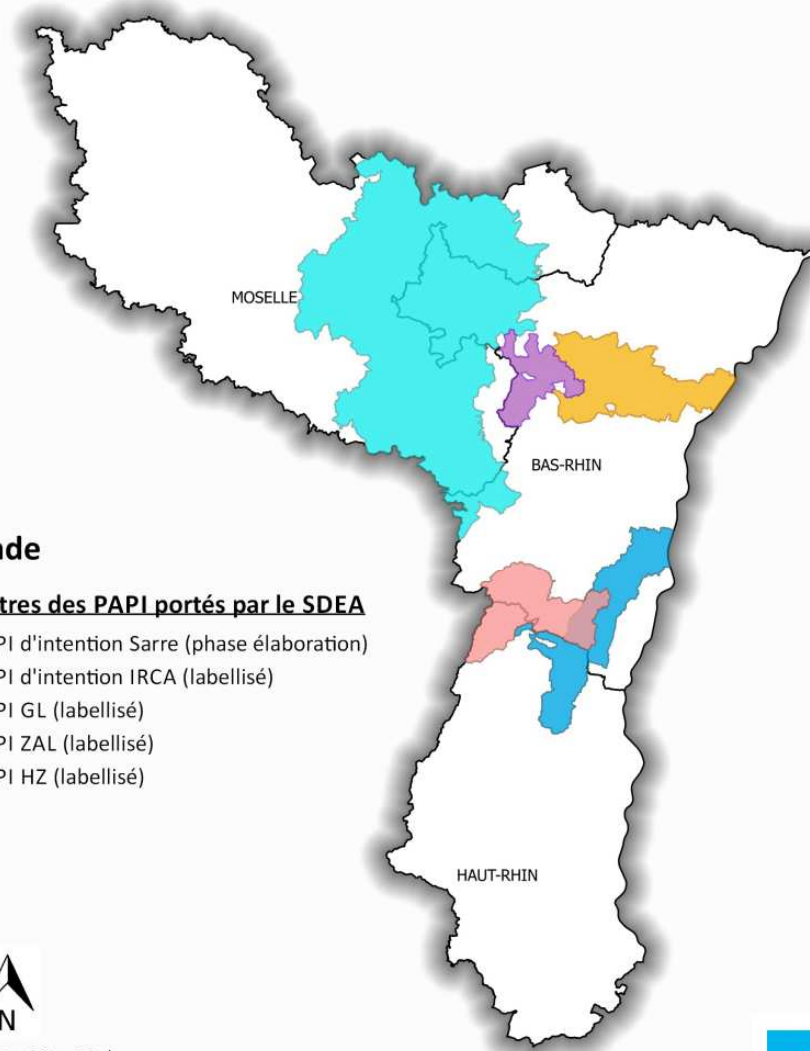 MOSELLE
BAS-RHIN
nde
tres des PAPI portés par le SDEA
PI d'intention Sarre (phase élaboration)
PI d'intention IRCA (labellisé)
PI GL (labellisé)
PI ZAL (labellisé)
PI HZ (labellisé)
HAUT-RHIN
N